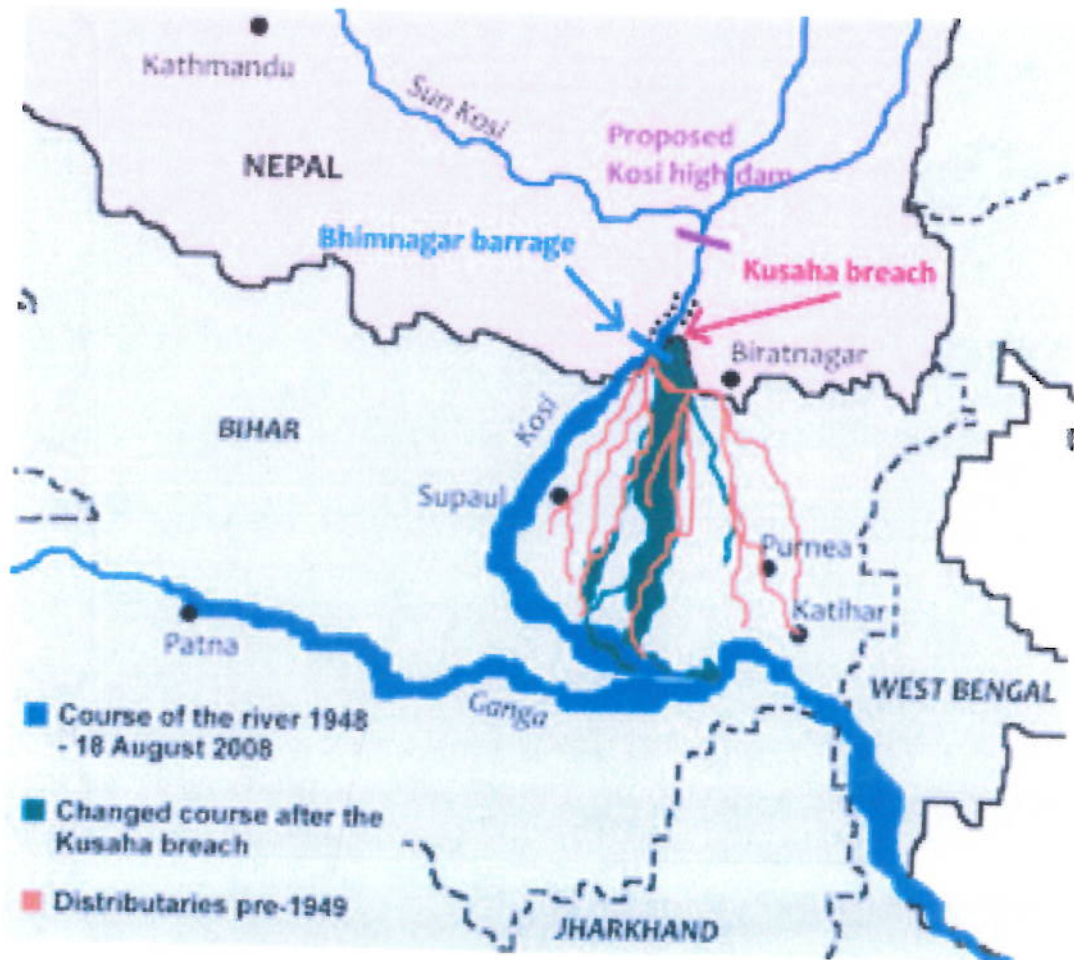 Kathmandu
Sun Kosi
Proposed
Kosi high dam
NEPAL
Bhimnagar barrage
Kusaha breach
Biratnagar
BIHAR
Kosi
Supaul
Purnea
Katihar
Patna
WEST BENGAL
Ganga
Course of the river 1948
- 18 August 2008
Changed course after the
Kusaha breach
Distributaries pre-1949
JHARKHAND